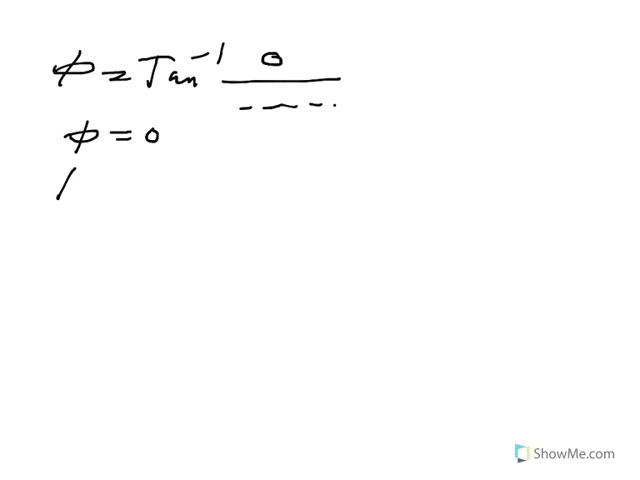 ϕ = Tan⁻¹ 0/-----
ϕ = 0
/
ShowMe.com